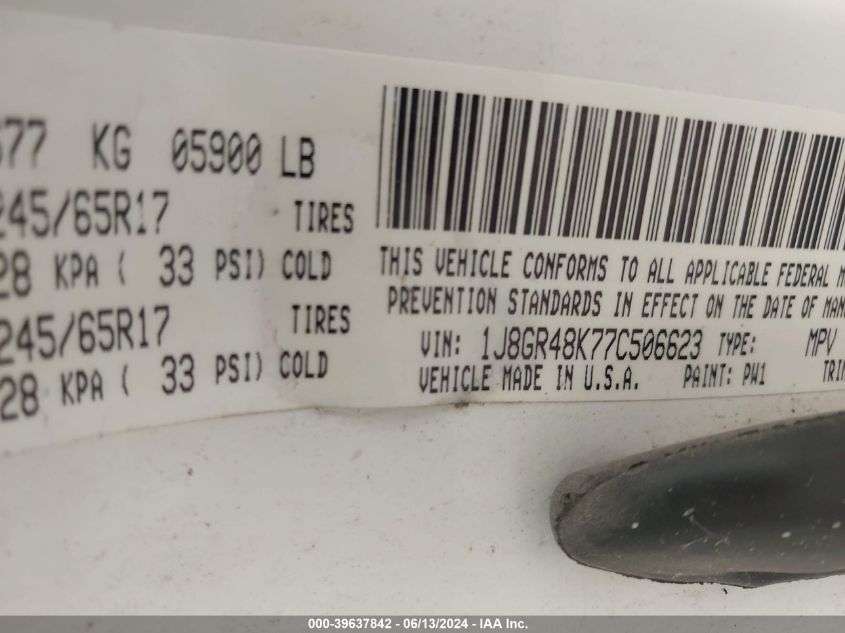 677 KG 05900 LB
245/65R17 TIRES
28 KPA ( 33 PSI) COLD
245/65R17 TIRES
28 KPA ( 33 PSI) COLD
THIS VEHICLE CONFORMS TO ALL APPLICABLE FEDERAL M
PREVENTION STANDARDS IN EFFECT ON THE DATE OF MAN
VIN: 1J8GR48K77C506623 TYPE: MPV
VEHICLE MADE IN U.S.A. PAINT: PW1 TRIM
000-39637842 - 06/13/2024 - IAA Inc.